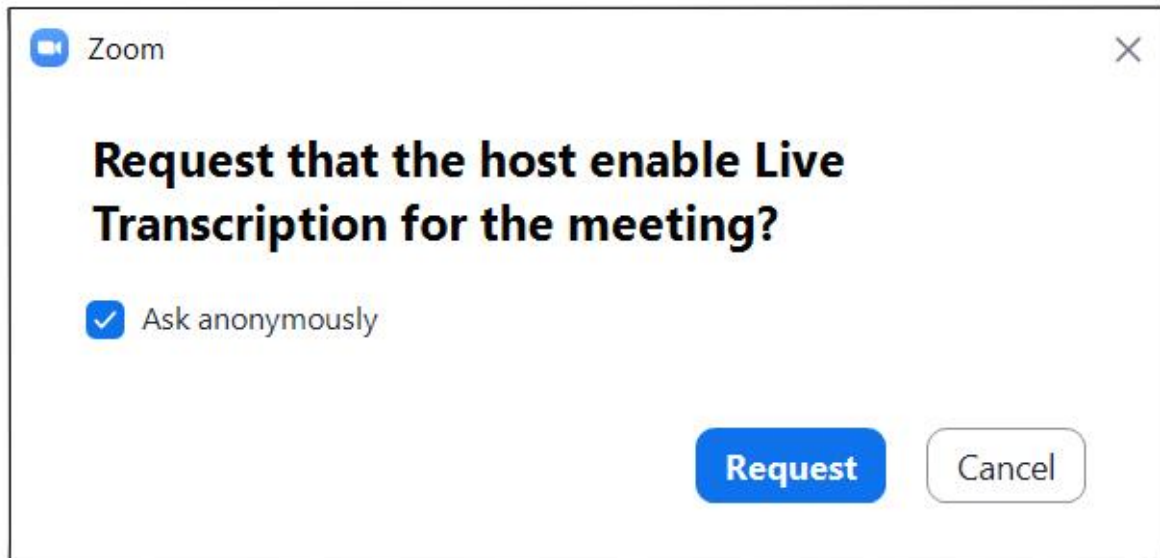 Zoom
Request that the host enable Live
Transcription for the meeting?
Ask anonymously
Request
Cancel